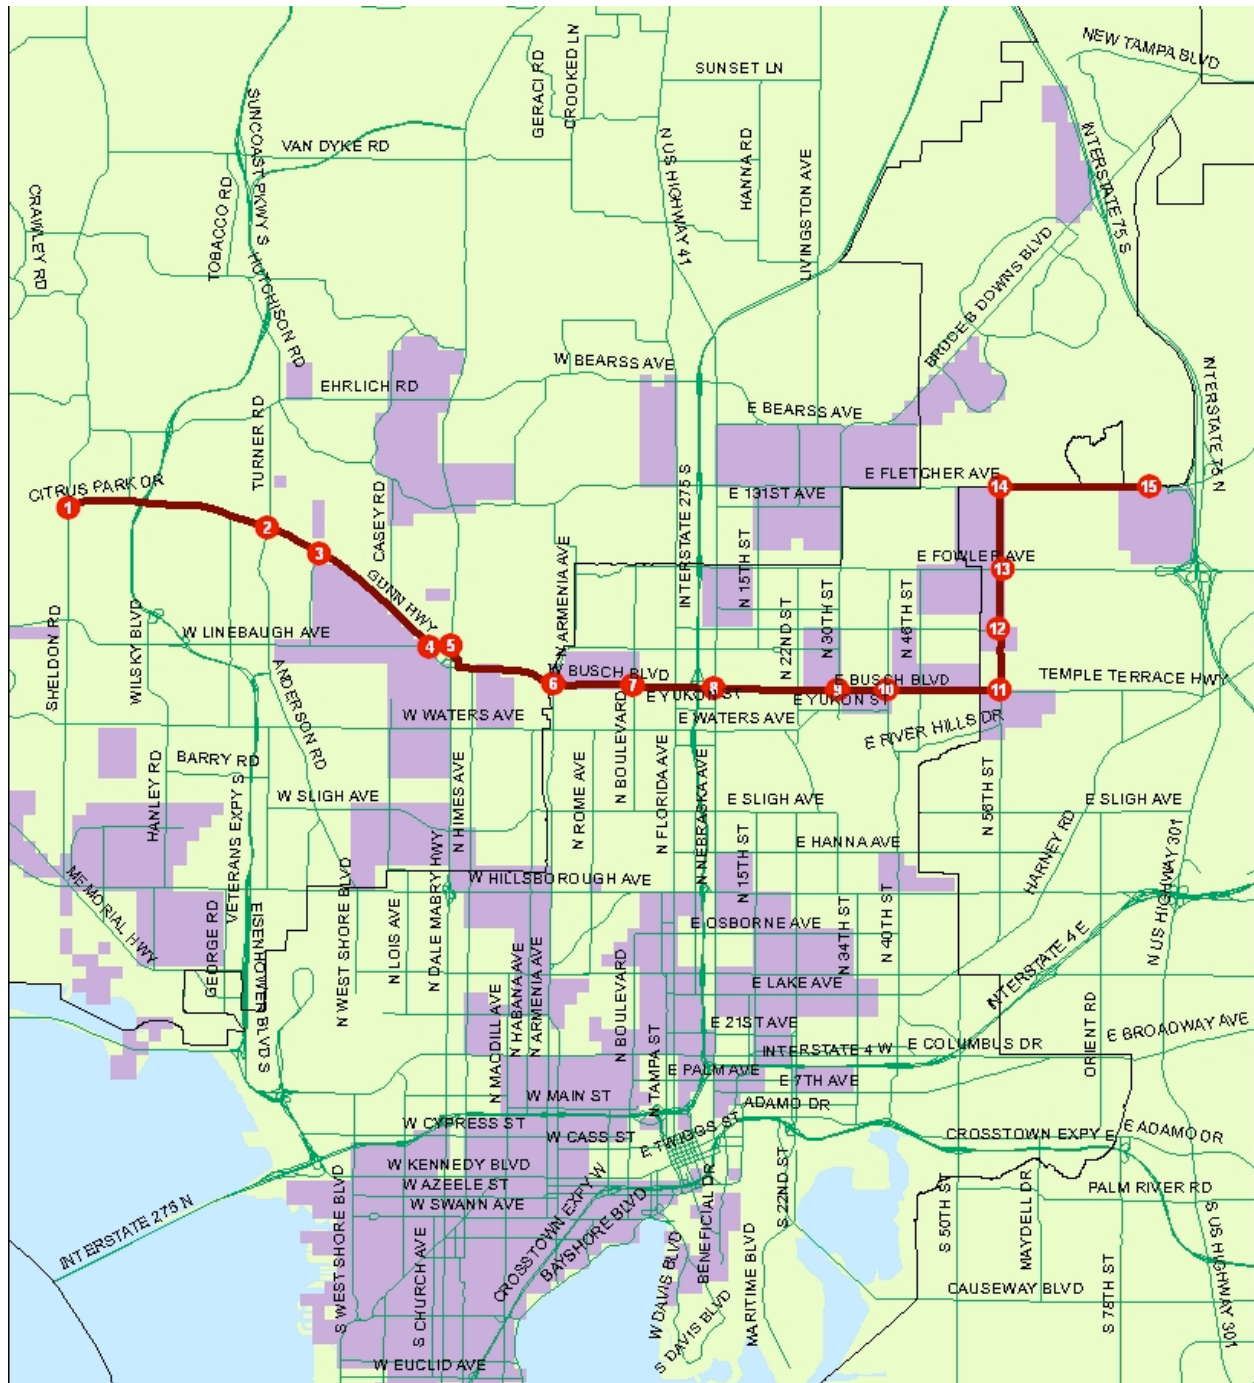 NEW TAMPA BLVD
SUNSET LN
GERACI RD
CROOKED LN
SUNCOAST PKWY S
VAN DYKE RD
N US HIGHWAY 41
HANNA RD
LIVINGSTON AVE
INTERSTATE 75 S
CRAWLEY RD
TOBACCO RD
HUTCHISON RD
BRUCE B DOWNS BLVD
W BEARSS AVE
EHRLICH RD
INTERSTATE 75 N
TURNER RD
E BEARSS AVE
CITRUS PARK DR
E FLETCHER AVE
14
15
1
E 131ST AVE
2
CASEY RD
INTERSTATE 275 S
3
N ARMENIA AVE
N 15TH ST
E FOWLER AVE
13
GUNN HWY
SHELDON RD
WILSKY BLVD
W LINEBAUGH AVE
4
5
N 22ND ST
N 30TH ST
N 46TH ST
12
ANDERSON RD
W BUSCH BLVD
6
7
E YUKON ST
9
E BUSCH BLVD
10
E YUKON ST
11
TEMPLE TERRACE HWY
W WATERS AVE
E WATERS AVE
E RIVER HILLS DR
BARRY RD
HANLEY RD
VETERANS EXPY S
W SLIGH AVE
N HIMES AVE
N ROME AVE
N BOULEVARD
N FLORIDA AVE
N NEBRASKA AVE
E SLIGH AVE
N 56TH ST
E SLIGH AVE
HARNEY RD
N US HIGHWAY 301
E HANNA AVE
N 15TH ST
MEMORIAL HWY
GEORGE RD
EISENHOWER BLVD S
N WEST SHORE BLVD
N LOIS AVE
N DALE MABRY HWY
W HILLSBOROUGH AVE
E OSBORNE AVE
N 34TH ST
N 40TH ST
N MACDILL AVE
N HABANA AVE
N ARMENIA AVE
N BOULEVARD
N TAMPA ST
E LAKE AVE
INTERSTATE 4 E
E 21ST AVE
INTERSTATE 4 W
E COLUMBUS DR
ORIENT RD
E BROADWAY AVE
E PALM AVE
E 7TH AVE
W MAIN ST
ADAMO DR
W CYPRESS ST
W CASS ST
E TWIGGS ST
CROSSTOWN EXPY E
E ADAMO DR
W KENNEDY BLVD
W AZEELE ST
W SWANN AVE
PALM RIVER RD
INTERSTATE 275 N
S WEST SHORE BLVD
S CHURCH AVE
CROSSTOWN EXPY W
BAYSHORE BLVD
W DAVIS BLVD
BENEFICIAL DR
MARITIME BLVD
S 22ND ST
S 50TH ST
MAYDELL DR
S 78TH ST
S US HIGHWAY 301
CAUSEWAY BLVD
S DAVIS BLVD
W EUCLID AVE